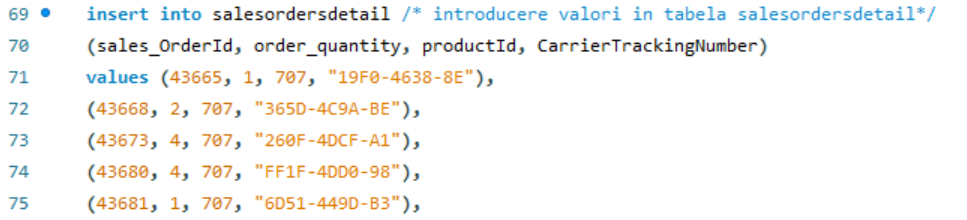 69 insert into salesordersdetail /* introducere valori in tabela salesordersdetail*/
70 (sales_OrderId, order_quantity, productId, CarrierTrackingNumber)
71 values (43665, 1, 707, "19F0-4638-8E"),
72 (43668, 2, 707, "365D-4C9A-BE"),
73 (43673, 4, 707, "260F-4DCF-A1"),
74 (43680, 4, 707, "FF1F-4DD0-98"),
75 (43681, 1, 707, "6D51-449D-B3"),